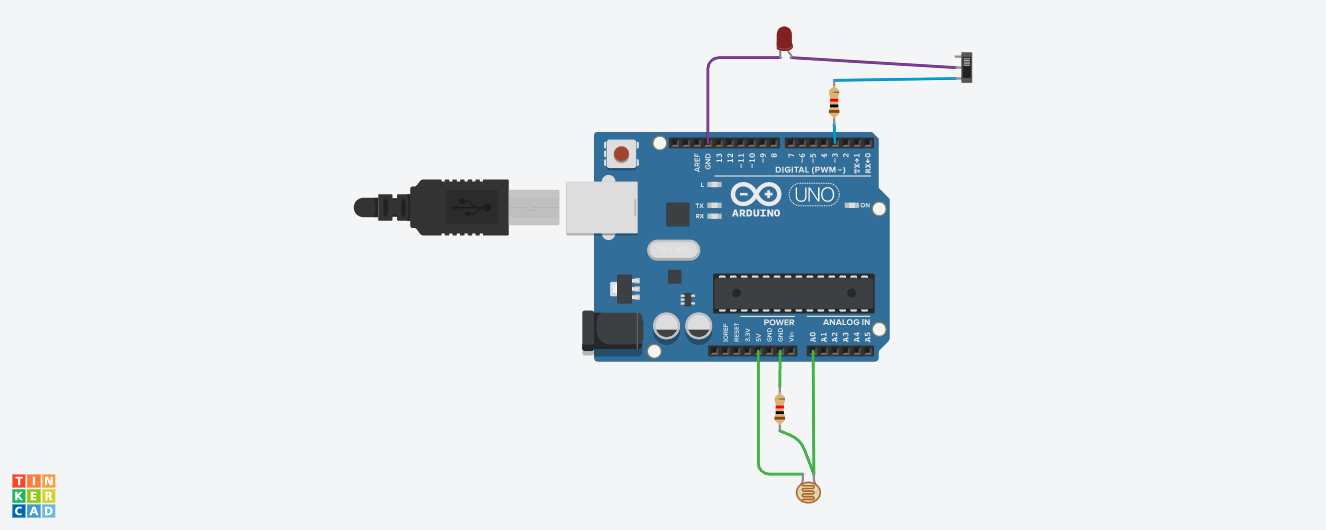 AREF
GND
13
12
~11
~10
~9
8
7
~6
~5
4
~3
2
TX→1
RX←0
DIGITAL (PWM~)
L
TX
RX
ARDUINO
UNO
ON
POWER
ANALOG IN
IOREF
RESET
3.3V
5V
GND
GND
Vin
A0
A1
A2
A3
A4
A5
TIN
KER
CAD